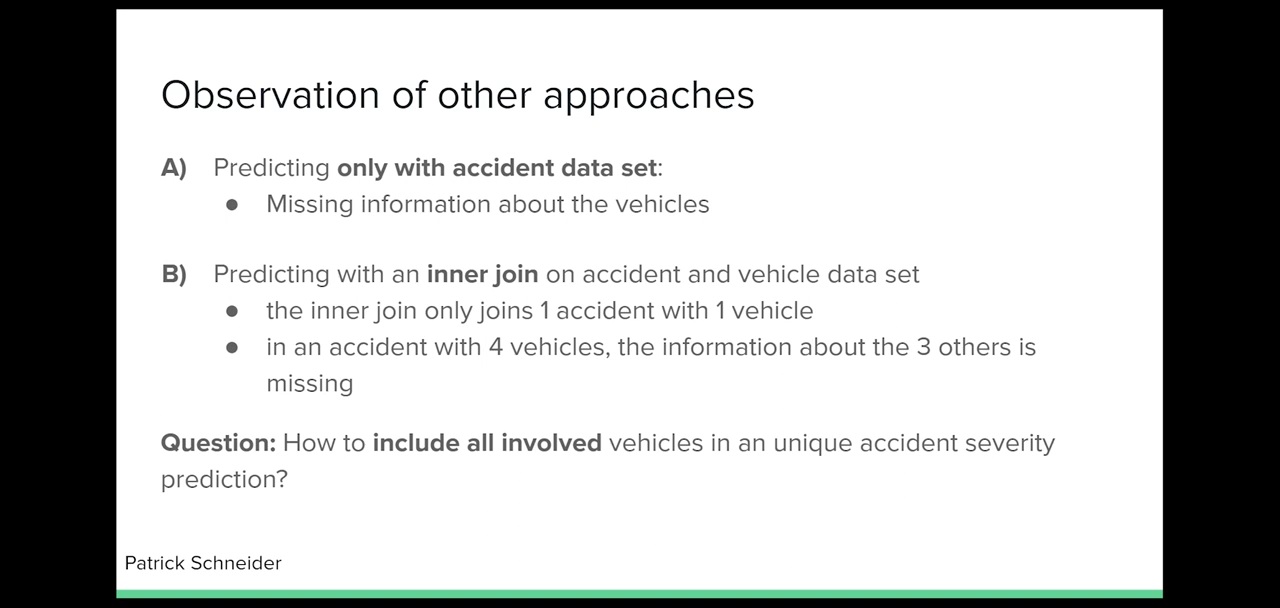 Observation of other approaches
A) Predicting only with accident data set:
● Missing information about the vehicles
B) Predicting with an inner join on accident and vehicle data set
● the inner join only joins 1 accident with 1 vehicle
● in an accident with 4 vehicles, the information about the 3 others is
missing
Question: How to include all involved vehicles in an unique accident severity
prediction?
Patrick Schneider